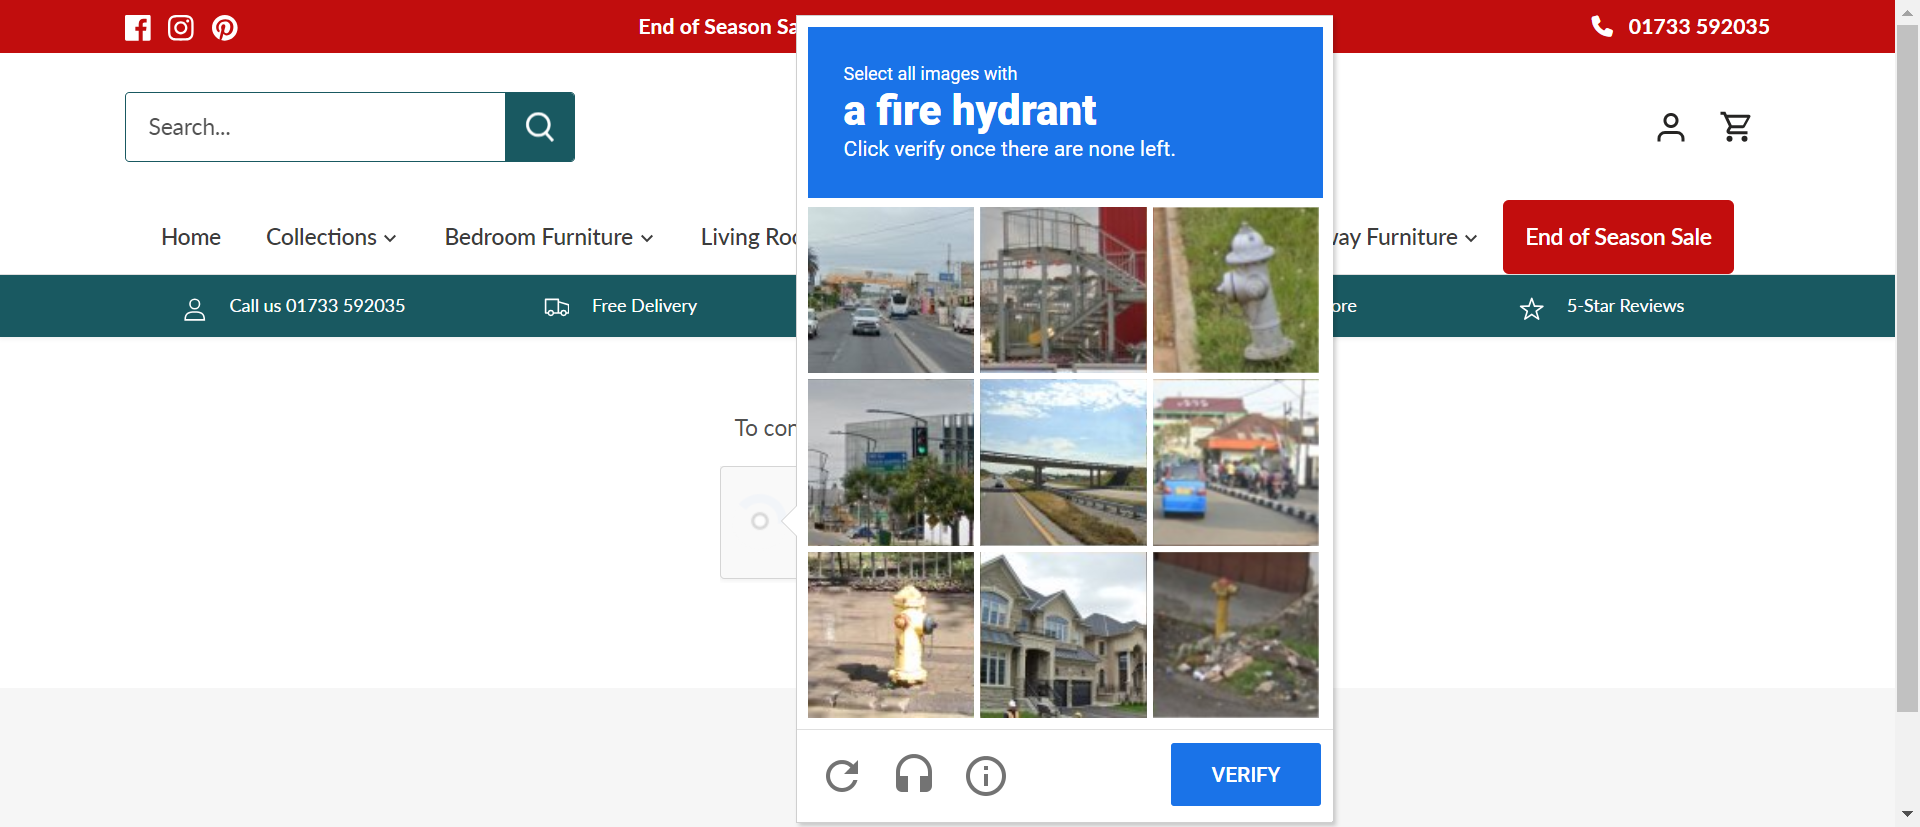 End of Season Sa
01733 592035
Search...
Home
Collections
Bedroom Furniture
Living Roo
way Furniture
End of Season Sale
Call us 01733 592035
Free Delivery
ore
5-Star Reviews
To con
Select all images with
a fire hydrant
Click verify once there are none left.
VERIFY